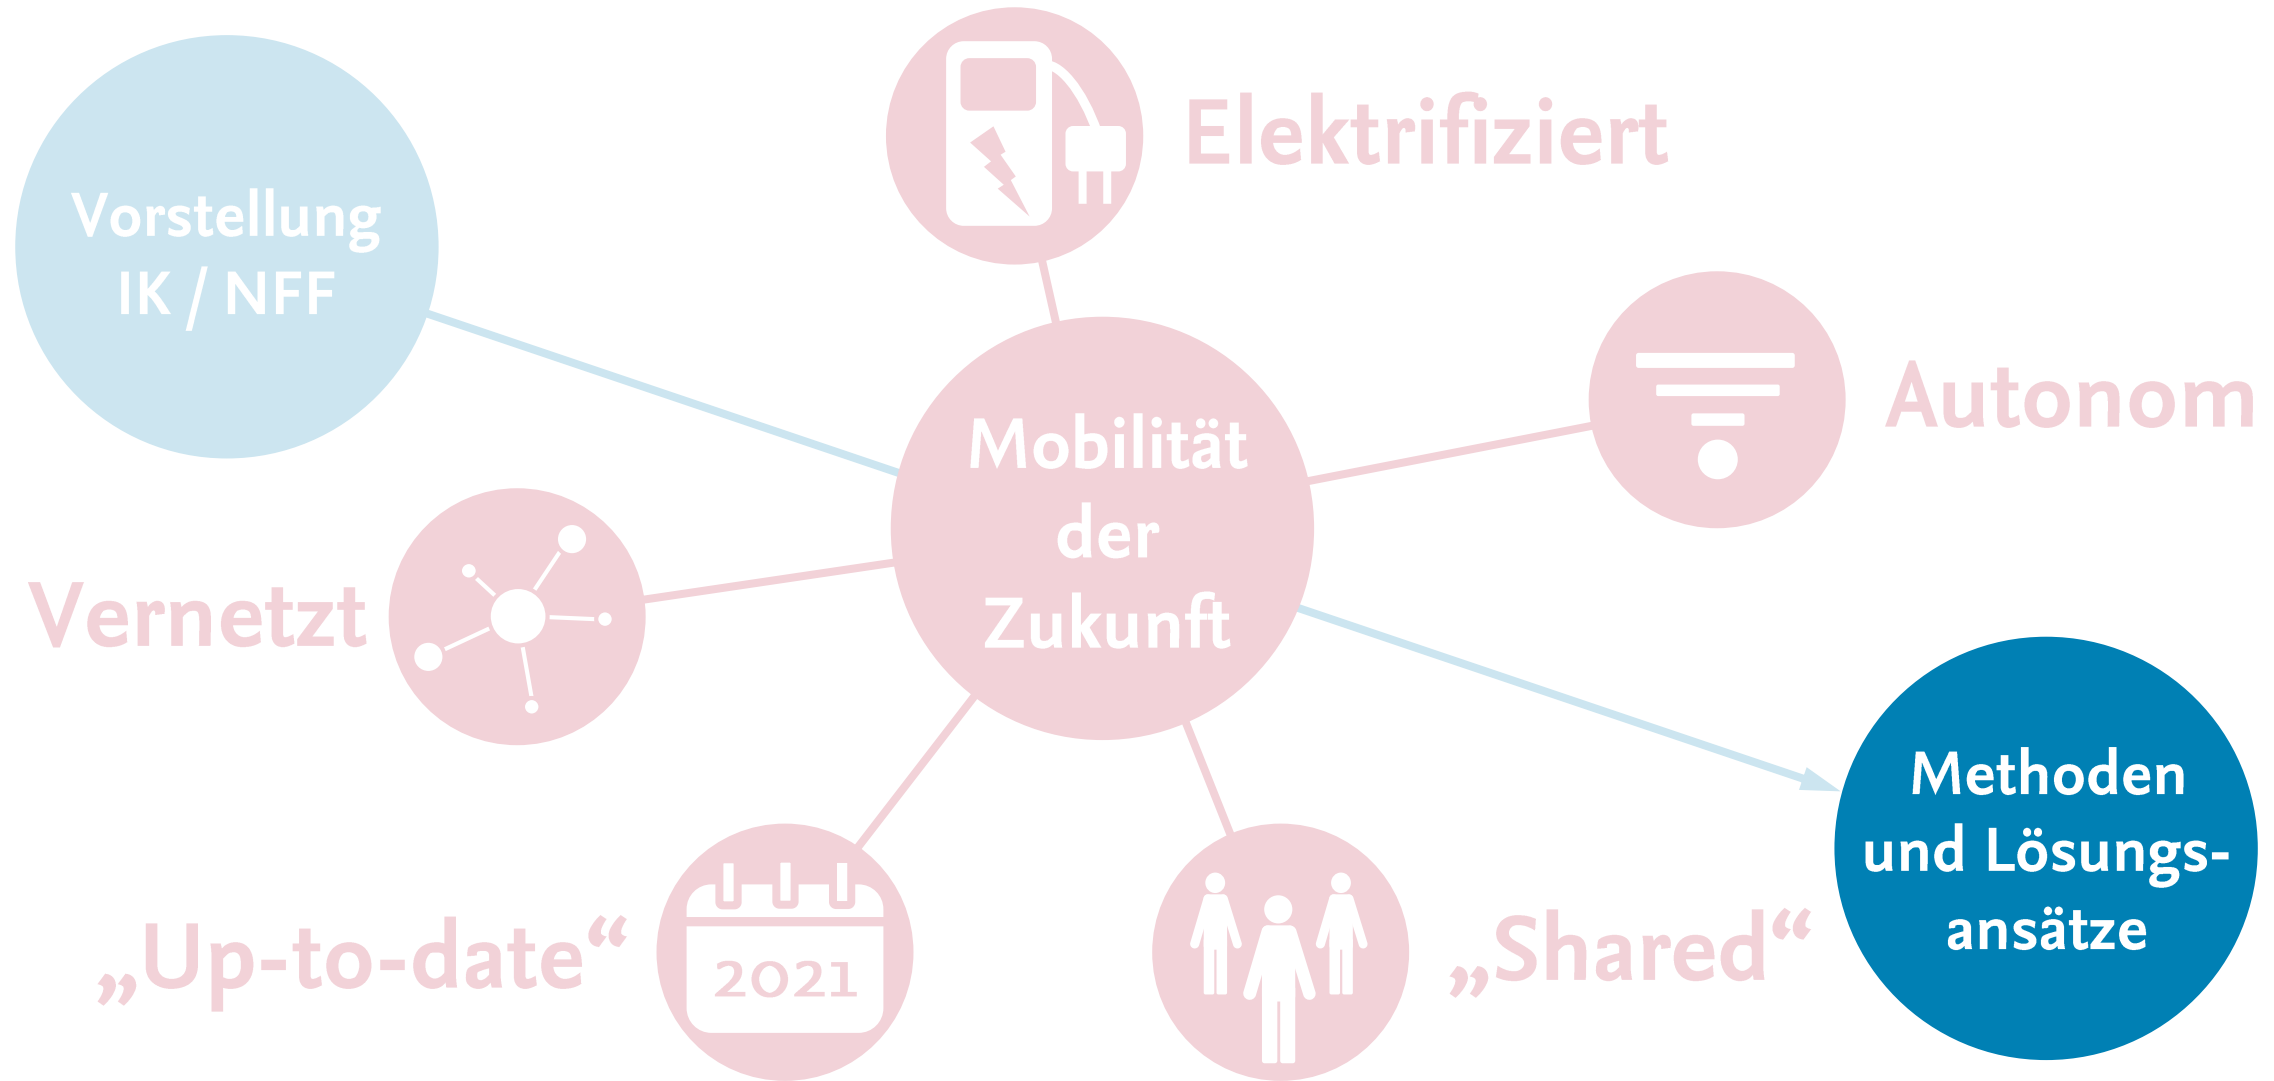 Vorstellung
IK / NFF
Elektrifiziert
Autonom
Mobilität
der
Zukunft
Vernetzt
„Up-to-date“
2021
„Shared“
Methoden
und Lösungs-
ansätze